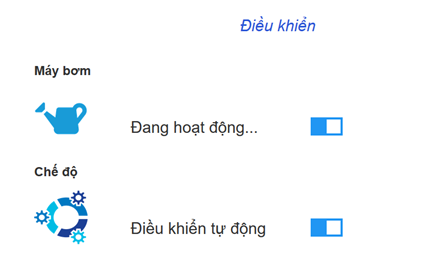 Điều khiển
Máy bơm
Đang hoạt động...
Chế độ
Điều khiển tự động